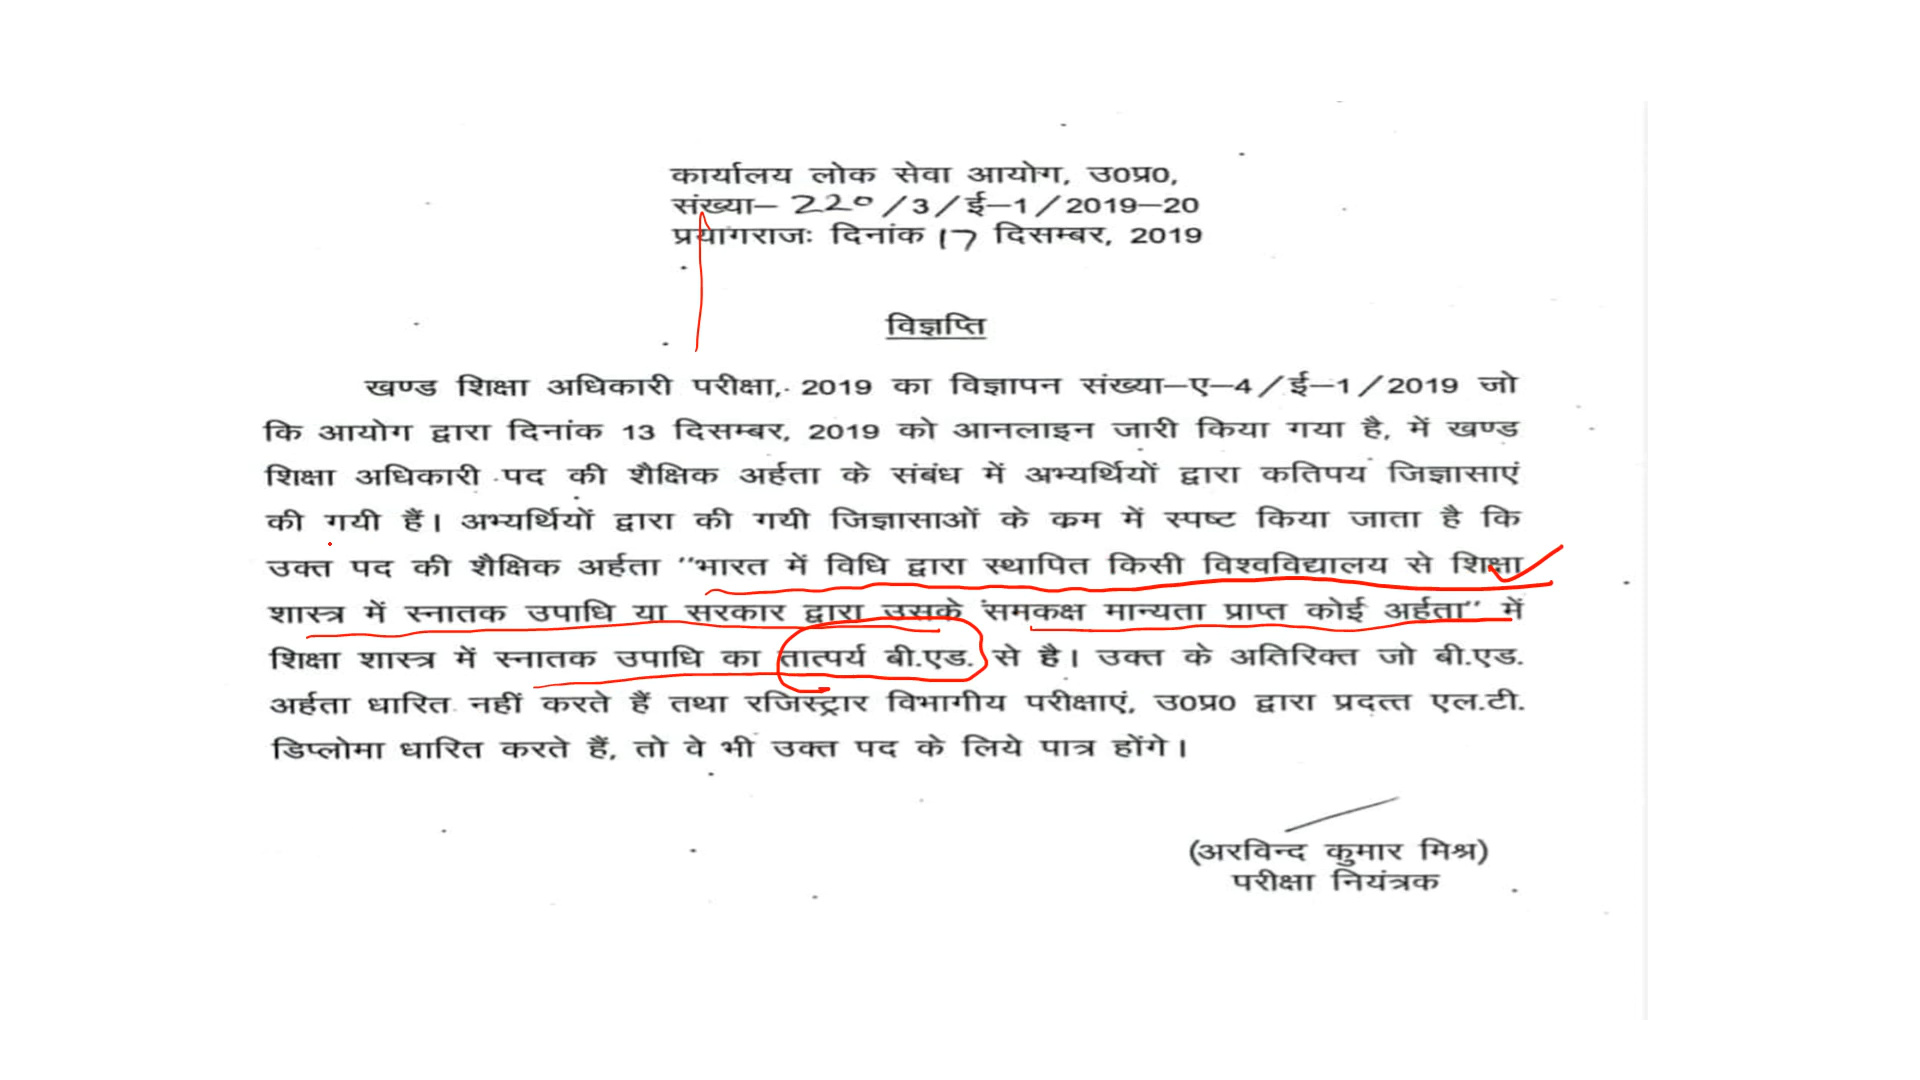 कार्यालय लोक सेवा आयोग, उ0प्र0,
संख्या– 220/3/ई–1/2019–20
प्रयागराजः दिनांक 17 दिसम्बर, 2019
विज्ञप्ति
खण्ड शिक्षा अधिकारी परीक्षा, 2019 का विज्ञापन संख्या–ए–4/ई–1/2019 जो
कि आयोग द्वारा दिनांक 13 दिसम्बर, 2019 को आनलाइन जारी किया गया है, में खण्ड
शिक्षा अधिकारी पद की शैक्षिक अर्हता के संबंध में अभ्यर्थियों द्वारा कतिपय जिज्ञासाएं
की गयी हैं। अभ्यर्थियों द्वारा की गयी जिज्ञासाओं के कम में स्पष्ट किया जाता है कि
उक्त पद की शैक्षिक अर्हता ''भारत में विधि द्वारा स्थापित किसी विश्वविद्यालय से शिक्षा
शास्त्र में स्नातक उपाधि या सरकार द्वारा उसके समकक्ष मान्यता प्राप्त कोई अर्हता'' में
शिक्षा शास्त्र में स्नातक उपाधि का तात्पर्य बी.एड. से है। उक्त के अतिरिक्त जो बी.एड.
अर्हता धारित नहीं करते हैं तथा रजिस्ट्रार विभागीय परीक्षाएं, उ0प्र0 द्वारा प्रदत्त एल.टी.
डिप्लोमा धारित करते हैं, तो वे भी उक्त पद के लिये पात्र होंगे।
(अरविन्द कुमार मिश्र)
परीक्षा नियंत्रक